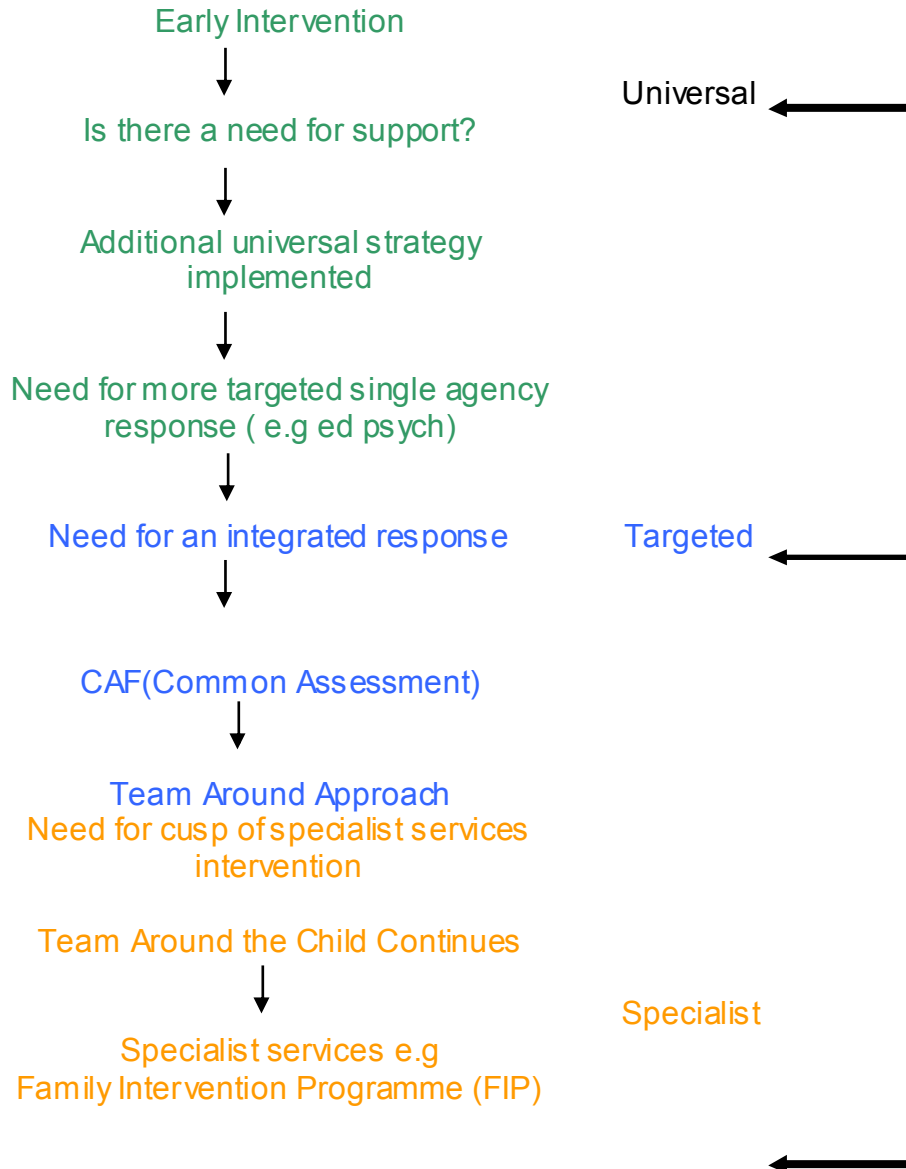 Early Intervention
Universal
Is there a need for support?
Additional universal strategy
implemented
Need for more targeted single agency
response ( e.g ed psych)
Need for an integrated response
Targeted
CAF(Common Assessment)
Team Around Approach
Need for cusp of specialist services
intervention
Team Around the Child Continues
Specialist
Specialist services e.g
Family Intervention Programme (FIP)